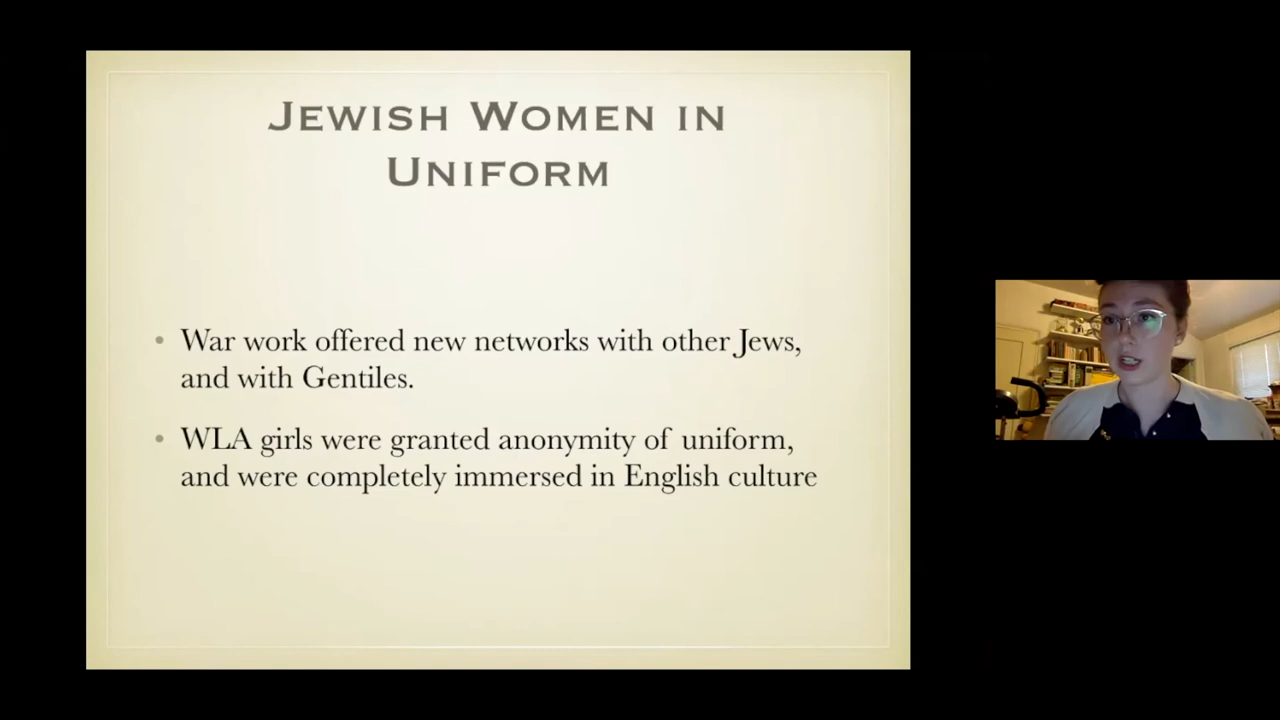 Jewish Women in
Uniform
• War work offered new networks with other Jews,
and with Gentiles.
• WLA girls were granted anonymity of uniform,
and were completely immersed in English culture